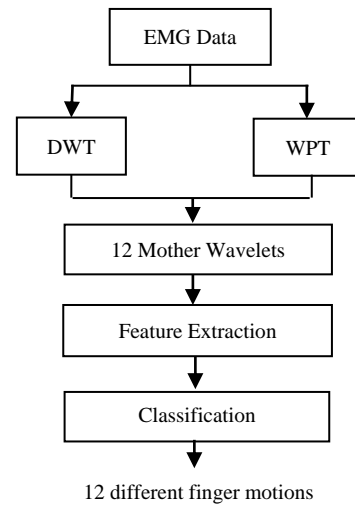 EMG Data
DWT
WPT
12 Mother Wavelets
Feature Extraction
Classification
12 different finger motions